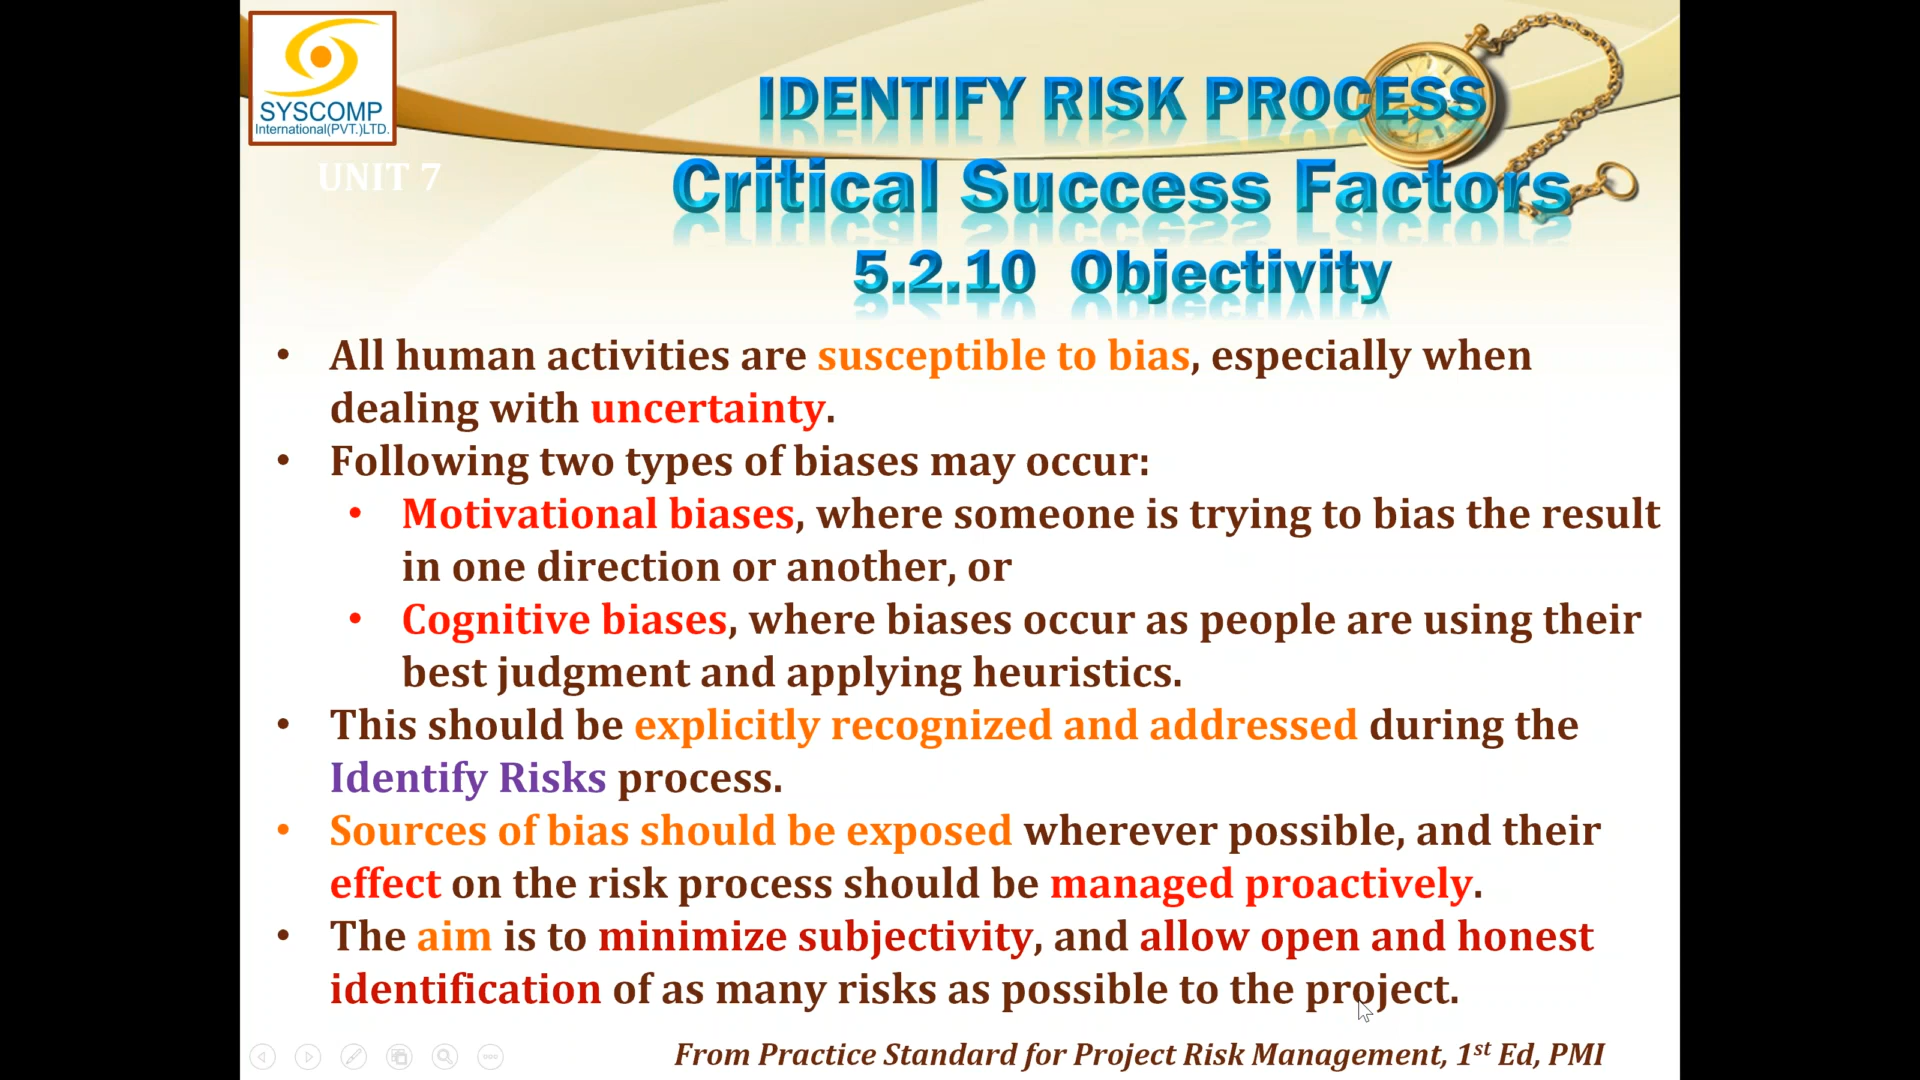 SYSCOMP
International(PVT.)LTD.
UNIT 7
IDENTIFY RISK PROCESS
Critical Success Factors
5.2.10 Objectivity
• All human activities are susceptible to bias, especially when
dealing with uncertainty.
• Following two types of biases may occur:
• Motivational biases, where someone is trying to bias the result
in one direction or another, or
• Cognitive biases, where biases occur as people are using their
best judgment and applying heuristics.
• This should be explicitly recognized and addressed during the
Identify Risks process.
• Sources of bias should be exposed wherever possible, and their
effect on the risk process should be managed proactively.
• The aim is to minimize subjectivity, and allow open and honest
identification of as many risks as possible to the project.
From Practice Standard for Project Risk Management, 1st Ed, PMI